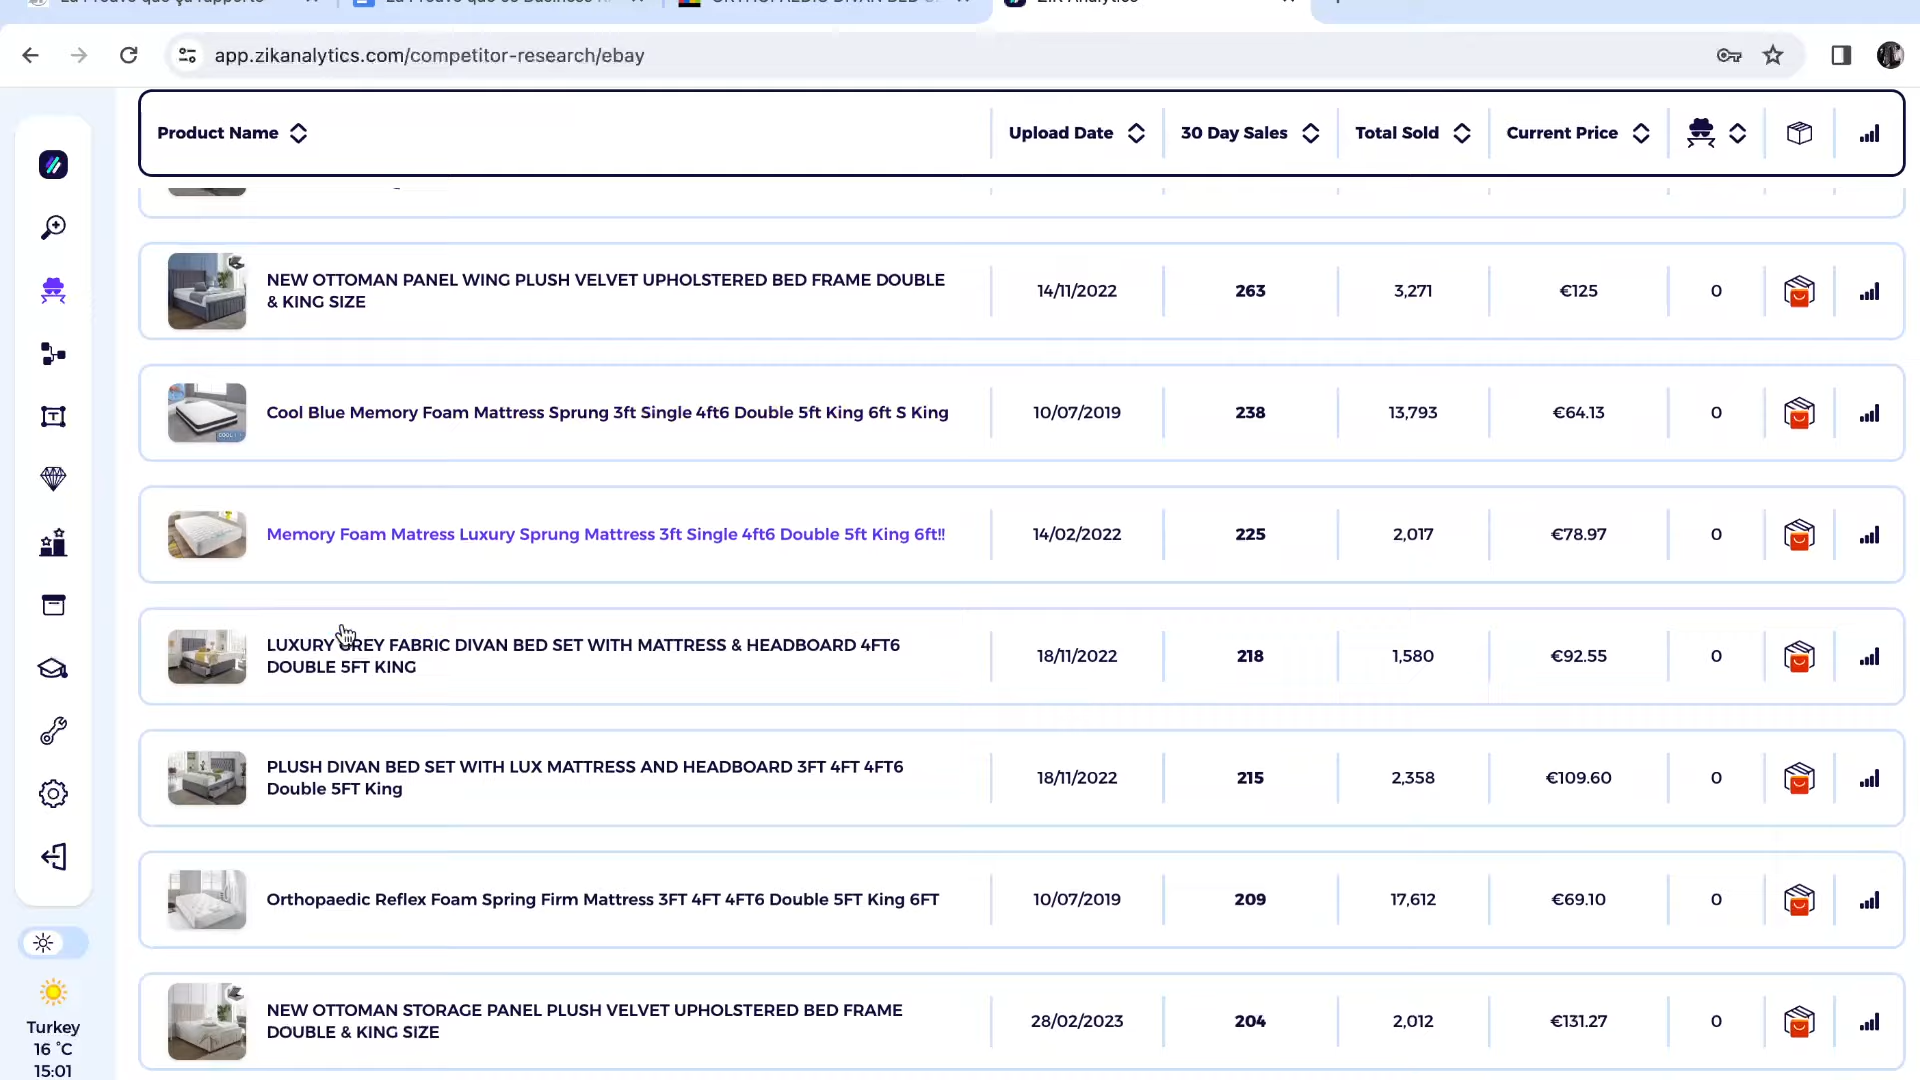 app.zikanalytics.com/competitor-research/ebay
Product Name Upload Date 30 Day Sales Total Sold Current Price
NEW OTTOMAN PANEL WING PLUSH VELVET UPHOLSTERED BED FRAME DOUBLE
& KING SIZE
14/11/2022 263 3,271 €125 0
Cool Blue Memory Foam Mattress Sprung 3ft Single 4ft6 Double 5ft King 6ft S King 10/07/2019 238 13,793 €64.13 0
Memory Foam Matress Luxury Sprung Mattress 3ft Single 4ft6 Double 5ft King 6ft!! 14/02/2022 225 2,017 €78.97 0
LUXURY GREY FABRIC DIVAN BED SET WITH MATTRESS & HEADBOARD 4FT6
DOUBLE 5FT KING
18/11/2022 218 1,580 €92.55 0
PLUSH DIVAN BED SET WITH LUX MATTRESS AND HEADBOARD 3FT 4FT 4FT6
Double 5FT King
18/11/2022 215 2,358 €109.60 0
Orthopaedic Reflex Foam Spring Firm Mattress 3FT 4FT 4FT6 Double 5FT King 6FT 10/07/2019 209 17,612 €69.10 0
NEW OTTOMAN STORAGE PANEL PLUSH VELVET UPHOLSTERED BED FRAME
DOUBLE & KING SIZE
28/02/2023 204 2,012 €131.27 0
Turkey
16 °C
15:01